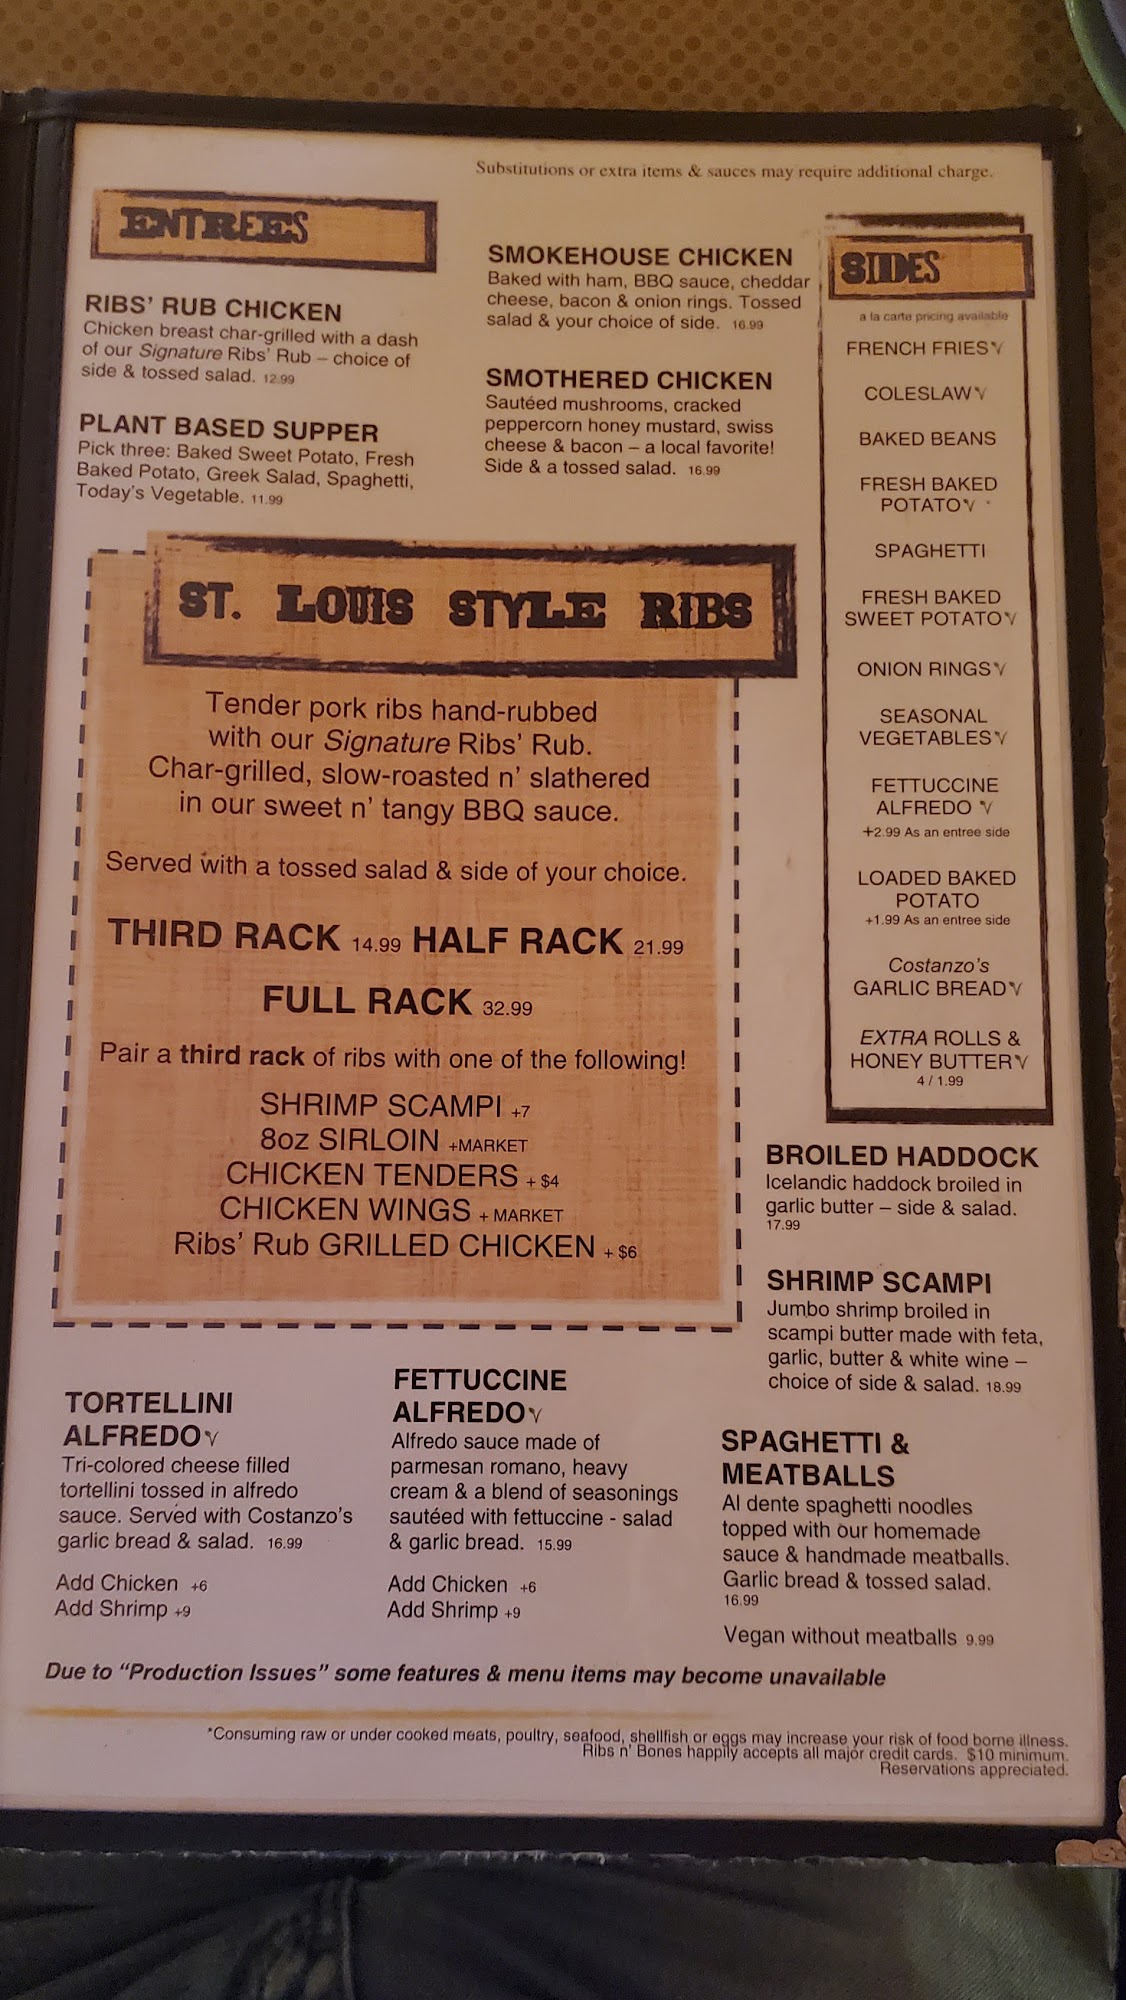 Substitutions or extra items & sauces may require additional charge.
ENTREES
RIBS' RUB CHICKEN
Chicken breast char-grilled with a dash
of our Signature Ribs' Rub – choice of
side & tossed salad. 12.99
PLANT BASED SUPPER
Pick three: Baked Sweet Potato, Fresh
Baked Potato, Greek Salad, Spaghetti,
Today's Vegetable. 11.99
SMOKEHOUSE CHICKEN
Baked with ham, BBQ sauce, cheddar
cheese, bacon & onion rings. Tossed
salad & your choice of side. 16.99
SMOTHERED CHICKEN
Sautéed mushrooms, cracked
peppercorn honey mustard, swiss
cheese & bacon – a local favorite!
Side & a tossed salad. 16.99
SIDES
a la carte pricing available
FRENCH FRIES V
COLESLAW V
BAKED BEANS
FRESH BAKED
POTATO V
SPAGHETTI
FRESH BAKED
SWEET POTATO V
ONION RINGS V
SEASONAL
VEGETABLES V
FETTUCCINE
ALFREDO V
+2.99 As an entree side
LOADED BAKED
POTATO
+1.99 As an entree side
Costanzo's
GARLIC BREAD V
EXTRA ROLLS &
HONEY BUTTER V
4 / 1.99
ST. LOUIS STYLE RIBS
Tender pork ribs hand-rubbed
with our Signature Ribs' Rub.
Char-grilled, slow-roasted n' slathered
in our sweet n' tangy BBQ sauce.
Served with a tossed salad & side of your choice.
THIRD RACK 14.99 HALF RACK 21.99
FULL RACK 32.99
Pair a third rack of ribs with one of the following!
SHRIMP SCAMPI +7
8oz SIRLOIN +MARKET
CHICKEN TENDERS + $4
CHICKEN WINGS + MARKET
Ribs' Rub GRILLED CHICKEN + $6
BROILED HADDOCK
Icelandic haddock broiled in
garlic butter – side & salad.
17.99
SHRIMP SCAMPI
Jumbo shrimp broiled in
scampi butter made with feta,
garlic, butter & white wine –
choice of side & salad. 18.99
TORTELLINI
ALFREDO V
Tri-colored cheese filled
tortellini tossed in alfredo
sauce. Served with Costanzo's
garlic bread & salad. 16.99
Add Chicken +6
Add Shrimp +9
FETTUCCINE
ALFREDO V
Alfredo sauce made of
parmesan romano, heavy
cream & a blend of seasonings
sautéed with fettuccine - salad
& garlic bread. 15.99
Add Chicken +6
Add Shrimp +9
SPAGHETTI &
MEATBALLS
Al dente spaghetti noodles
topped with our homemade
sauce & handmade meatballs.
Garlic bread & tossed salad.
16.99
Vegan without meatballs 9.99
Due to "Production Issues" some features & menu items may become unavailable
*Consuming raw or under cooked meats, poultry, seafood, shellfish or eggs may increase your risk of food borne illness.
Ribs n' Bones happily accepts all major credit cards. $10 minimum.
Reservations appreciated.